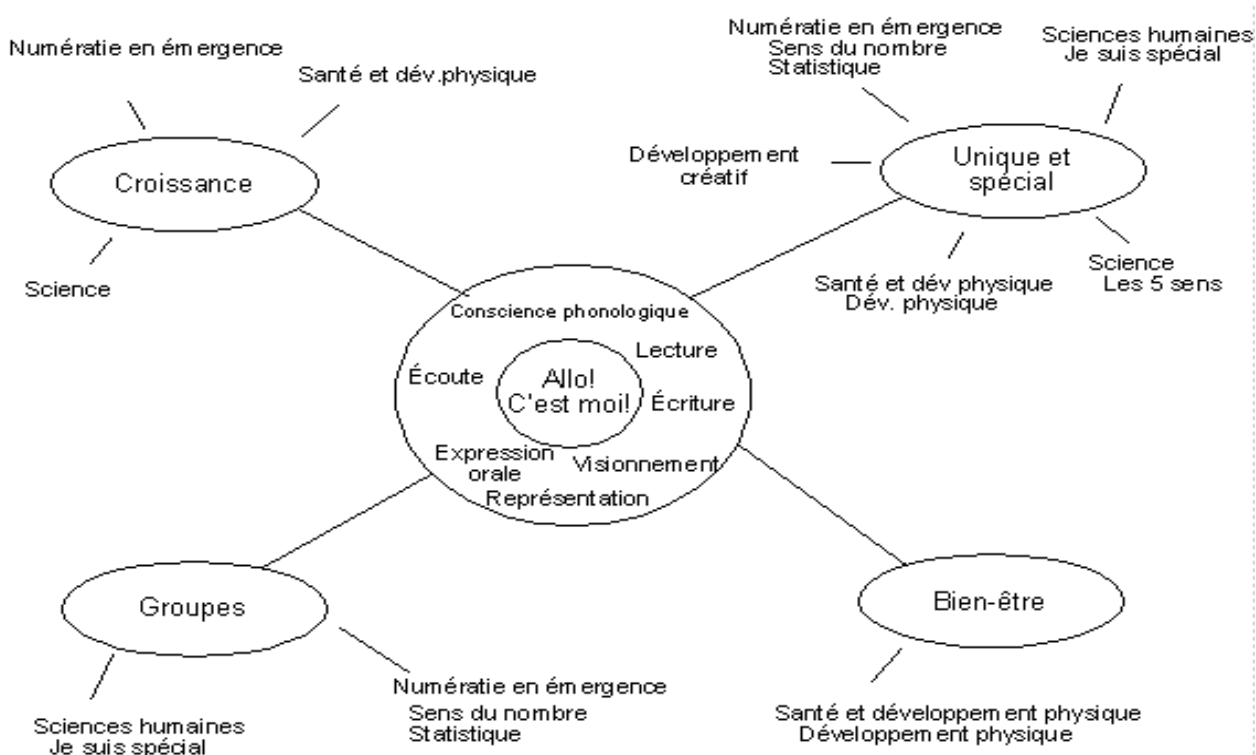 Numératie en émergence
Santé et dév.physique
Croissance
Science
Numératie en émergence
Sens du nombre
Statistique
Sciences humaines
Je suis spécial
Développement
créatif
Unique et
spécial
Santé et dév physique
Dév. physique
Science
Les 5 sens
Conscience phonologique
Lecture
Écoute
Allo!
C'est moi!
Écriture
Expression
orale
Visionnement
Représentation
Groupes
Sciences humaines
Je suis spécial
Numératie en émergence
Sens du nombre
Statistique
Bien-être
Santé et développement physique
Développement physique